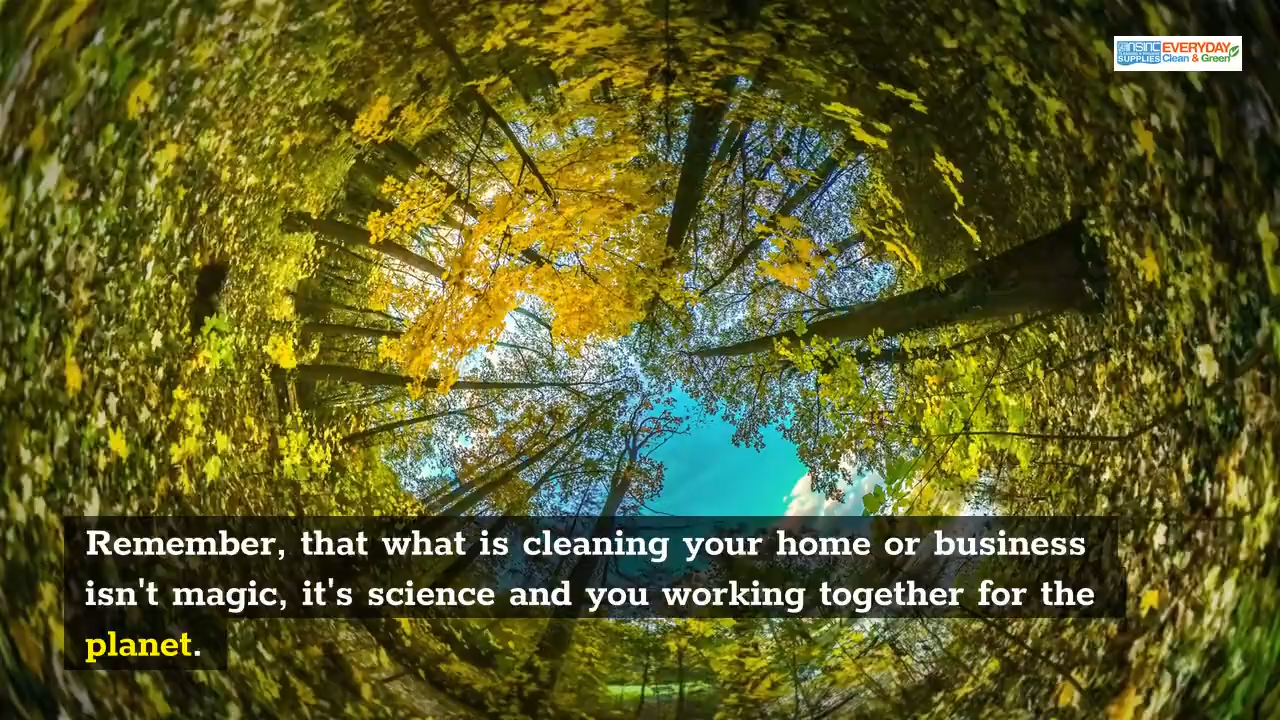 NSINC EVERYDAY
SUPPLIES Clean & Green
Remember, that what is cleaning your home or business
isn't magic, it's science and you working together for the
planet.